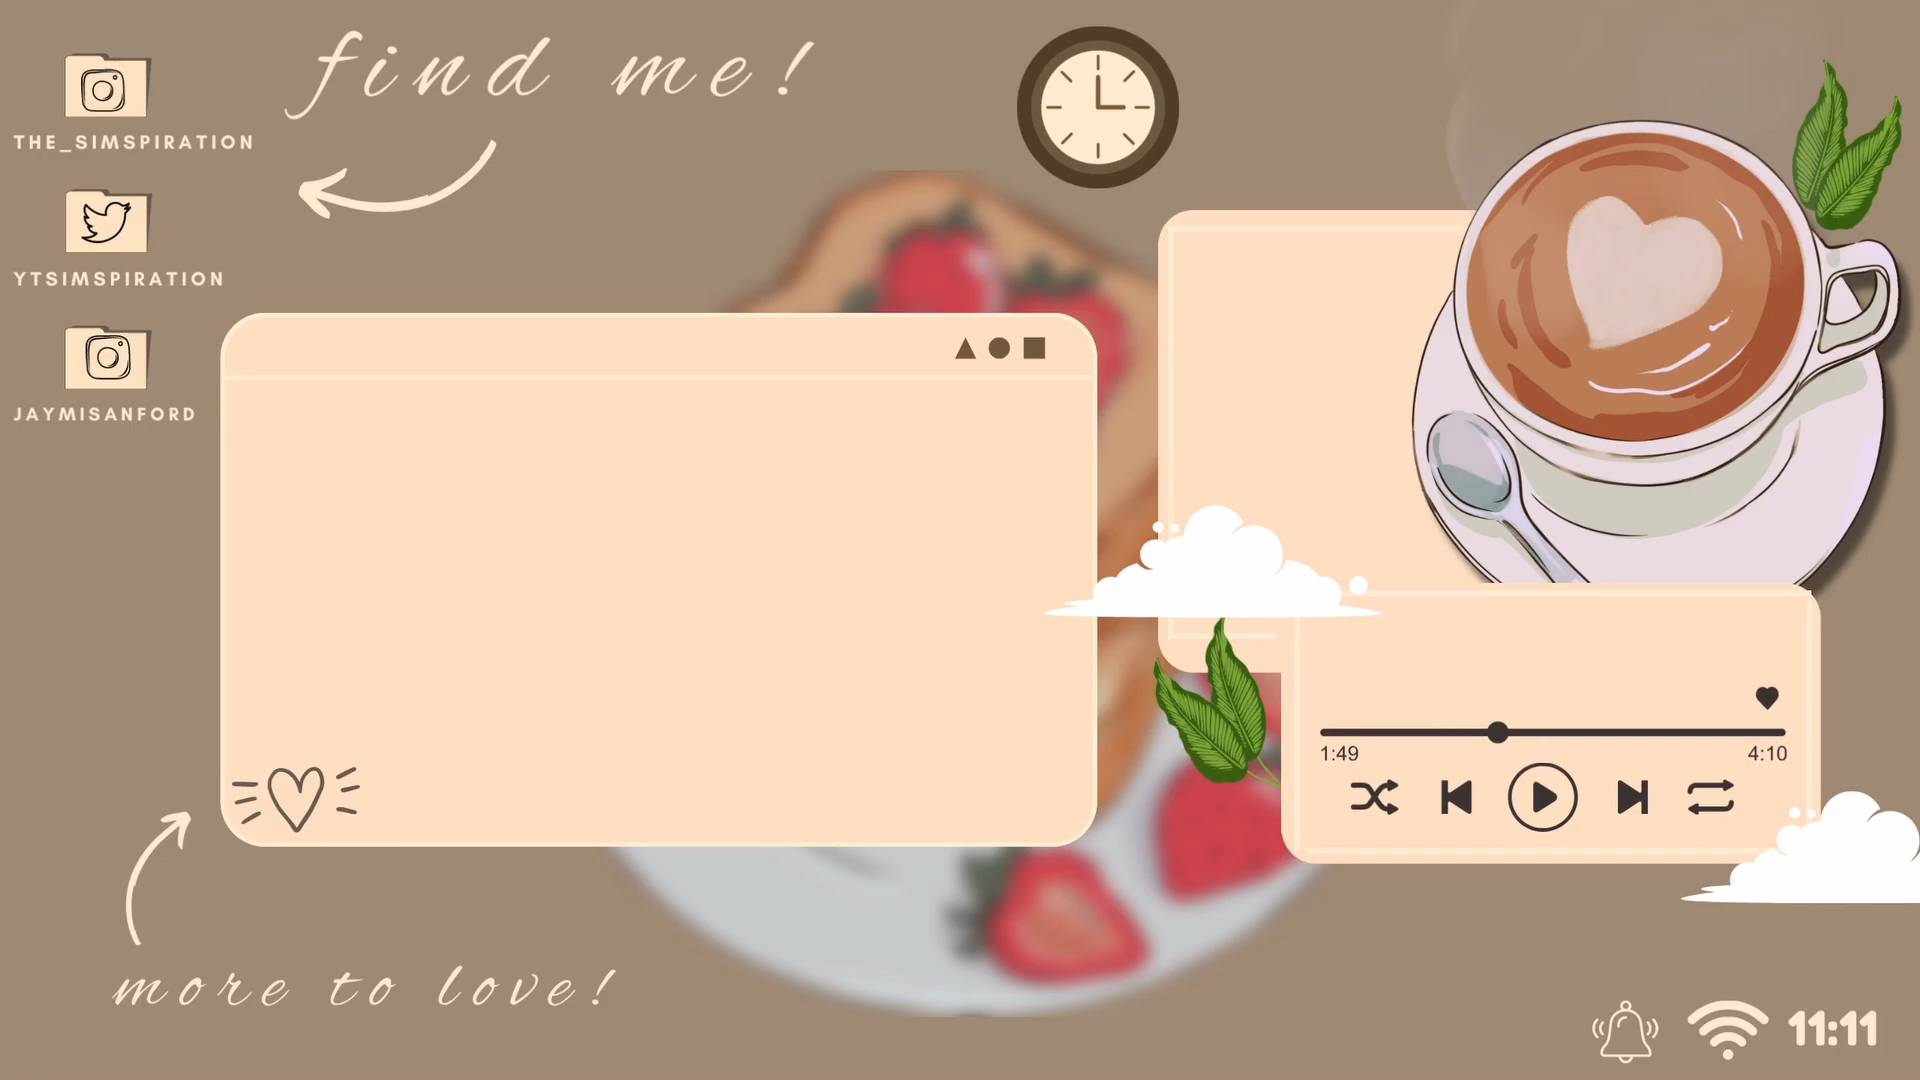 find me!
THE_SIMSPIRATION
YTSIMSPIRATION
JAYMISANFORD
1:49
4:10
more to love!
11:11